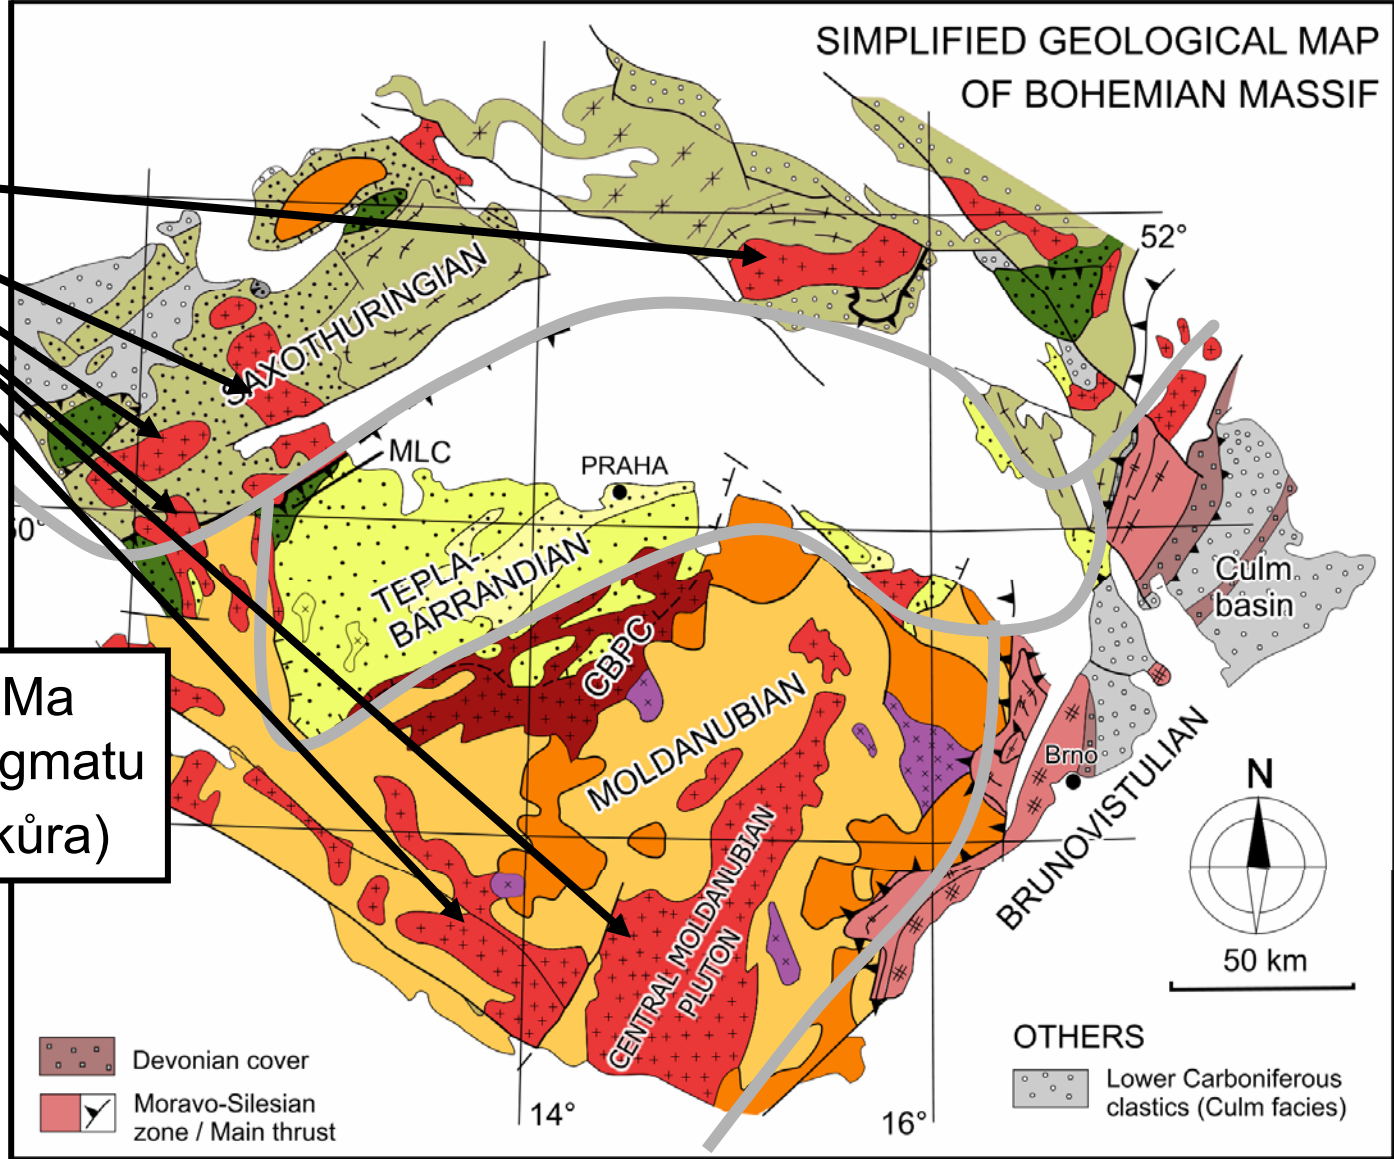 SIMPLIFIED GEOLOGICAL MAP
OF BOHEMIAN MASSIF
52°
SAXOTHURINGIAN
MLC
PRAHA
TEPLA-
BARRANDIAN
CBPC
Culm
basin
MOLDANUBIAN
Ma
gmatu
kůra)
Brno
BRUNOVISTULIAN
N
50 km
CENTRAL MOLDANUBIAN
PLUTON
Devonian cover
Moravo-Silesian
zone / Main thrust
14°
16°
OTHERS
Lower Carboniferous
clastics (Culm facies)